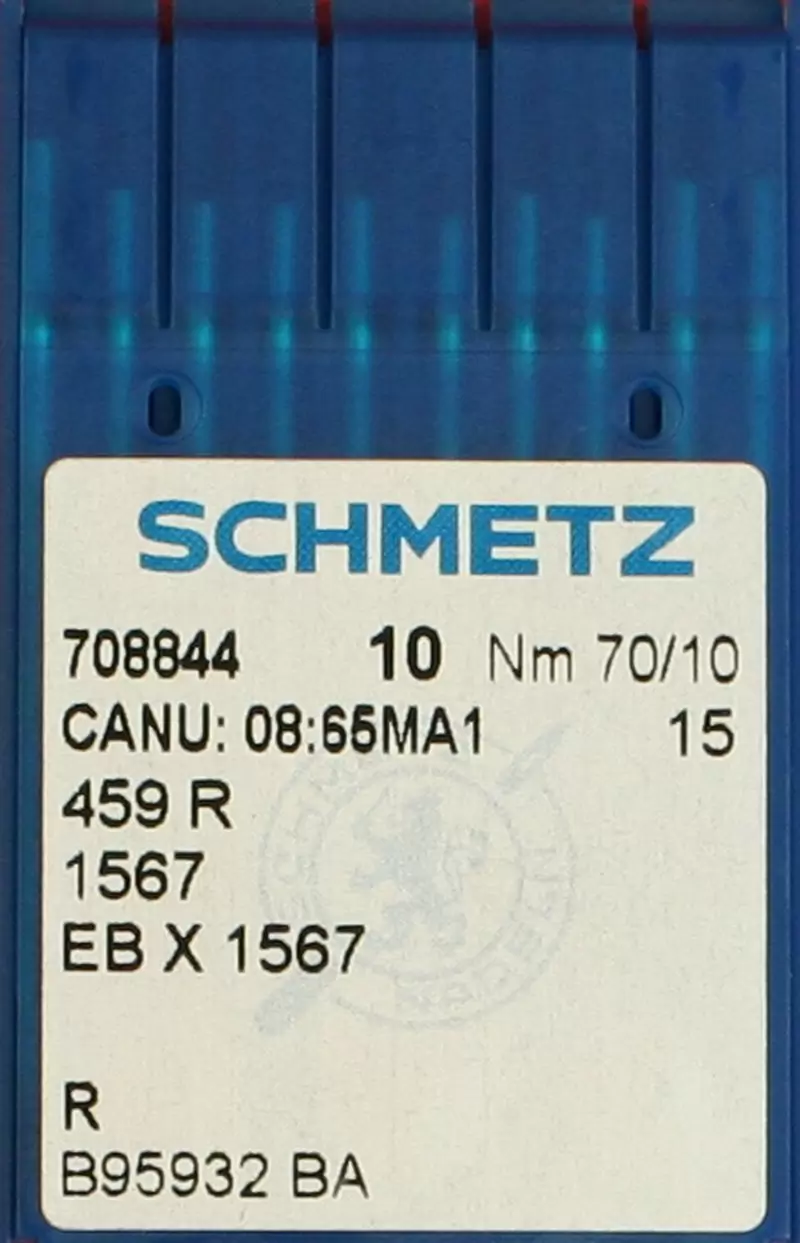 SCHMETZ
708844 10 Nm 70/10
CANU: 08:65MA1 15
459 R
1567
EB X 1567
R
B95932 BA